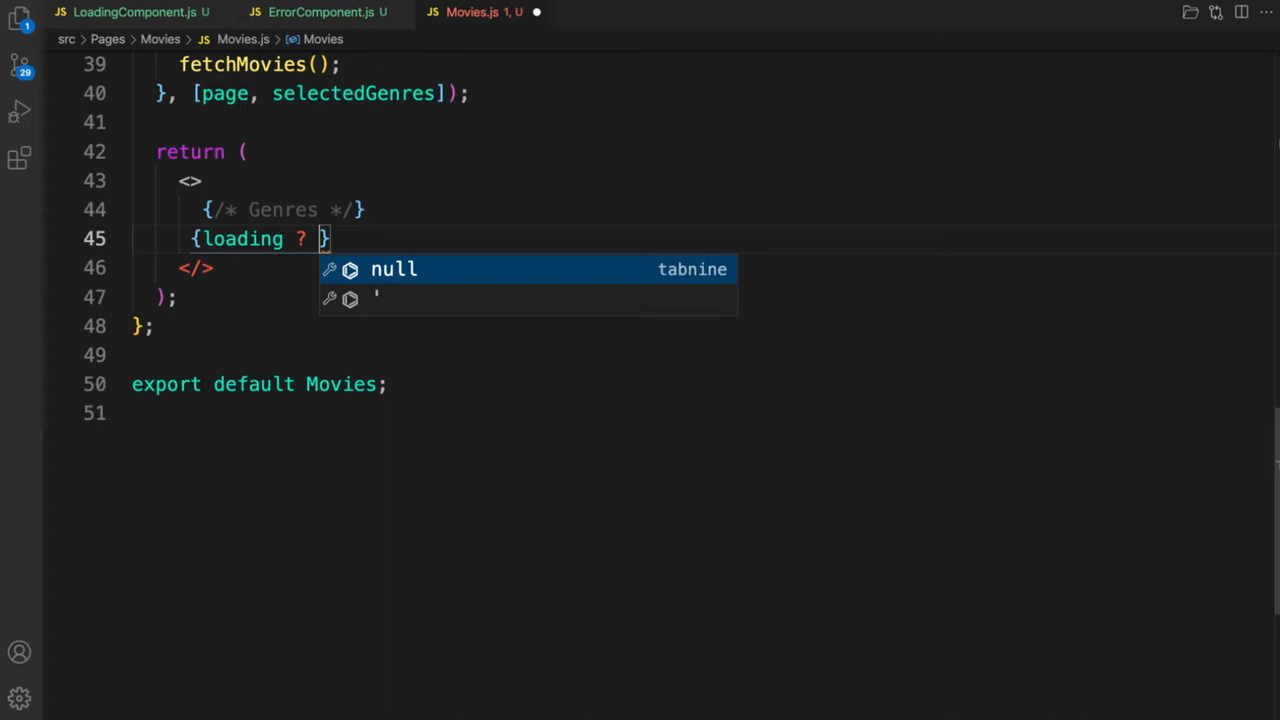 JS LoadingComponent.js U JS ErrorComponent.js U JS Movies.js 1, U
1 src > Pages > Movies > JS Movies.js > Movies
39 fetchMovies();
29
40 }, [page, selectedGenres]);
41
42 return (
43 <>
44 {/* Genres */}
45 {loading ? }
46 </>
null tabnine
47 );
'
48 };
49
50 export default Movies;
51